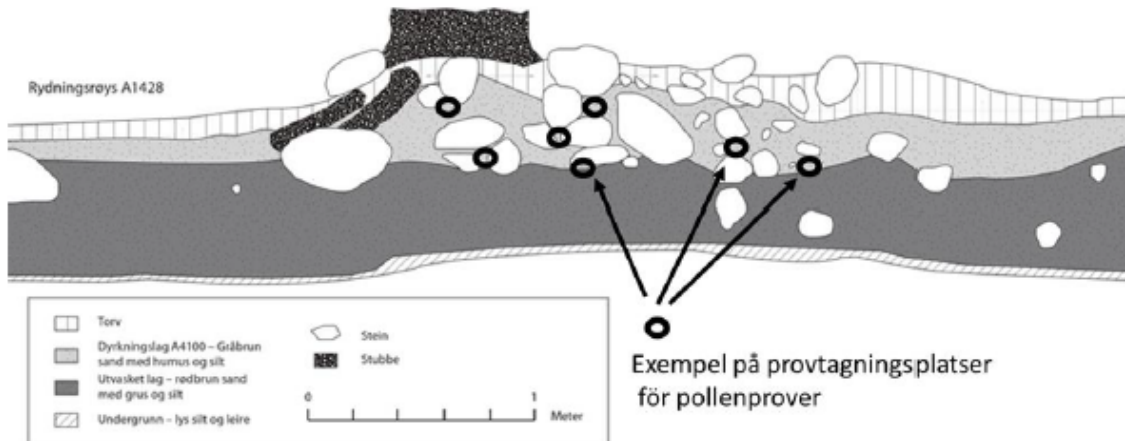 Rydningsrøys A1428
Torv
Dyrkningslag A4100 – Gråbrun
sand med humus og silt
Utvasket lag – rødbrun sand
med grus og silt
Undergrunn – lys silt og leire
Stein
Stubbe
0 1
Meter
Exempel på provtagningsplatser
för pollenprover